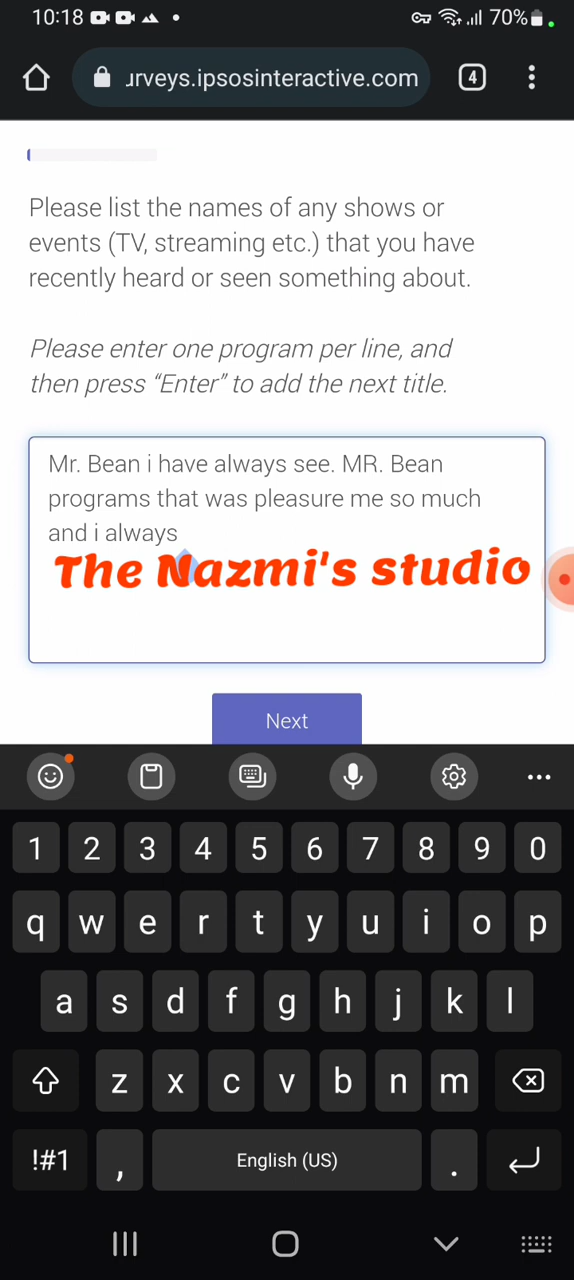 10:18
70%
urveys.ipsosinteractive.com
4
Please list the names of any shows or
events (TV, streaming etc.) that you have
recently heard or seen something about.
Please enter one program per line, and
then press “Enter” to add the next title.
Mr. Bean i have always see. MR. Bean
programs that was pleasure me so much
and i always
The Nazmi's studio
Next
1 2 3 4 5 6 7 8 9 0
q w e r t y u i o p
a s d f g h j k l
z x c v b n m
!#1 , English (US) .